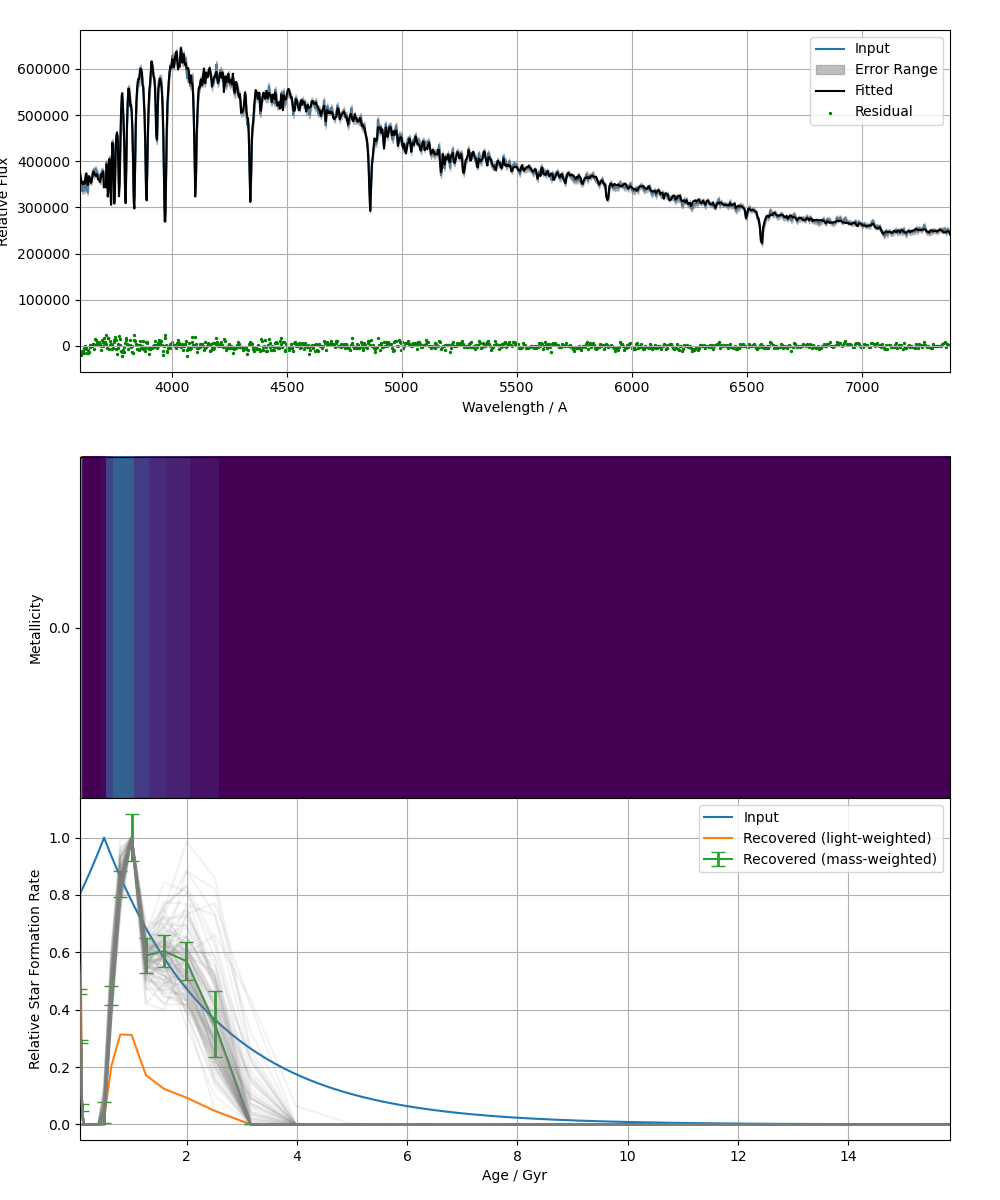 Relative Flux
600000
500000
400000
300000
200000
100000
0
Input
Error Range
Fitted
Residual
4000
4500
5000
5500
6000
6500
7000
Wavelength / A
Metallicity
0.0
Relative Star Formation Rate
1.0
0.8
0.6
0.4
0.2
0.0
Input
Recovered (light-weighted)
Recovered (mass-weighted)
2
4
6
8
10
12
14
Age / Gyr